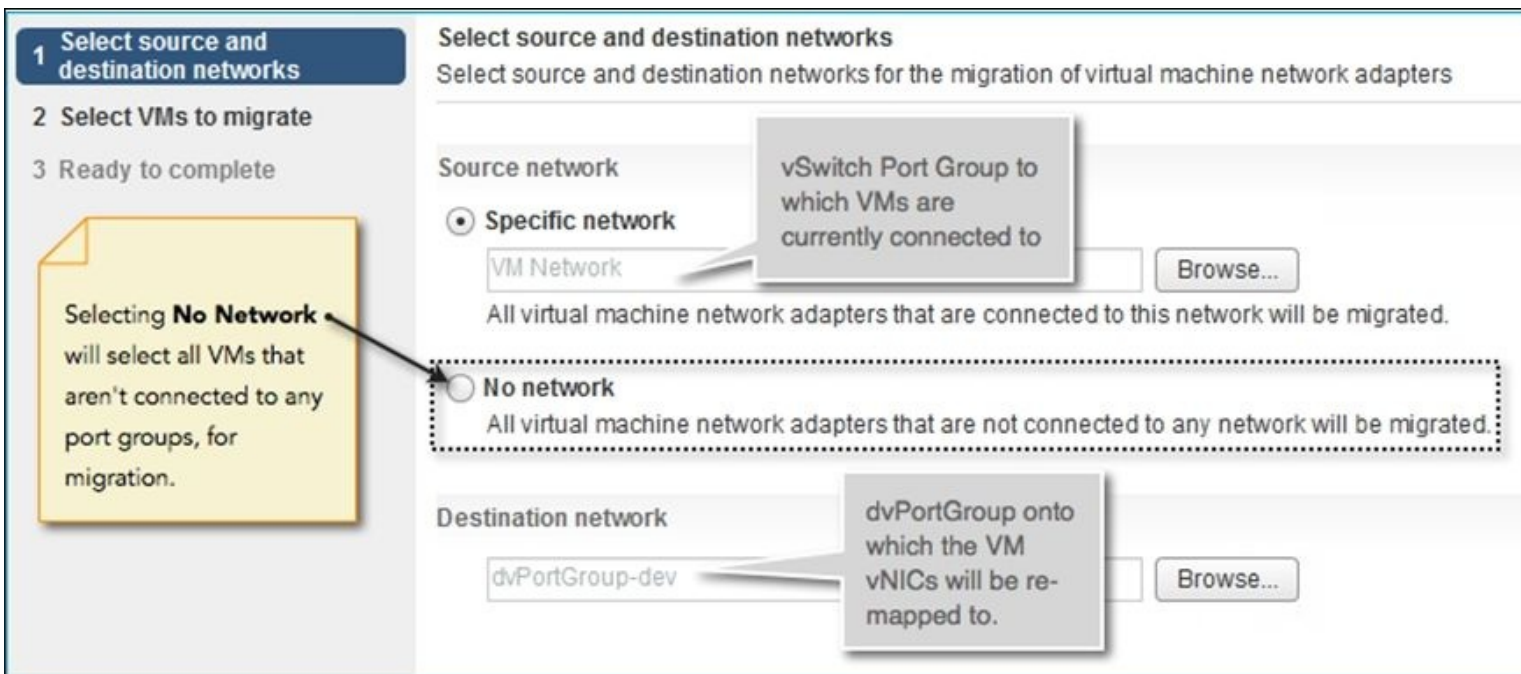 1 Select source and
destination networks
2 Select VMs to migrate
3 Ready to complete
Selecting No Network
will select all VMs that
aren't connected to any
port groups, for
migration.
Select source and destination networks
Select source and destination networks for the migration of virtual machine network adapters
Source network
vSwitch Port Group to
which VMs are
currently connected to
Specific network
VM Network
Browse...
All virtual machine network adapters that are connected to this network will be migrated.
No network
All virtual machine network adapters that are not connected to any network will be migrated.
Destination network
dvPortGroup onto
which the VM
vNICs will be re-
mapped to.
dvPortGroup-dev
Browse...